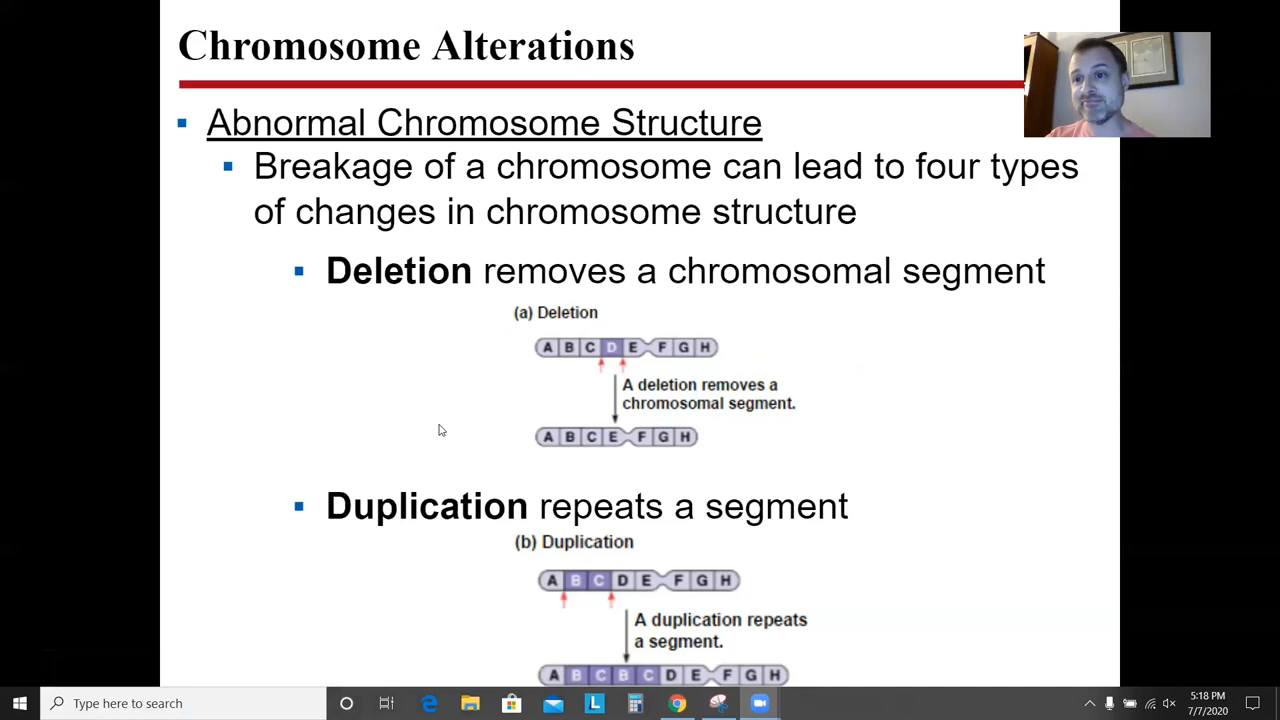 Chromosome Alterations
▪ Abnormal Chromosome Structure
▪ Breakage of a chromosome can lead to four types
of changes in chromosome structure
▪ Deletion removes a chromosomal segment
(a) Deletion
A B C D E F G H
A deletion removes a
chromosomal segment.
A B C E F G H
▪ Duplication repeats a segment
(b) Duplication
A B C D E F G H
A duplication repeats
a segment.
A B C B C D E F G H
Type here to search
L
5:18 PM
7/7/2020